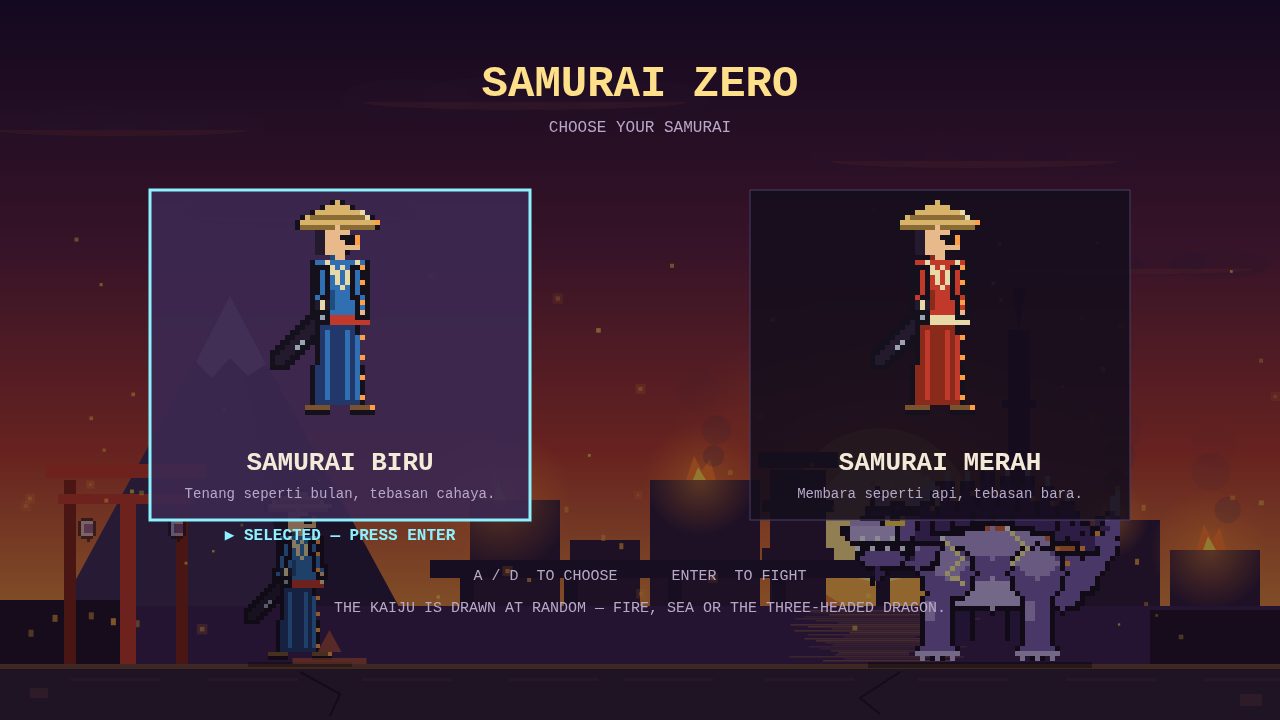 SAMURAI ZERO
CHOOSE YOUR SAMURAI
SAMURAI BIRU
Tenang seperti bulan, tebasan cahaya.
▶ SELECTED — PRESS ENTER
SAMURAI MERAH
Membara seperti api, tebasan bara.
A / D  TO CHOOSE      ENTER  TO FIGHT
THE KAIJU IS DRAWN AT RANDOM — FIRE, SEA OR THE THREE-HEADED DRAGON.